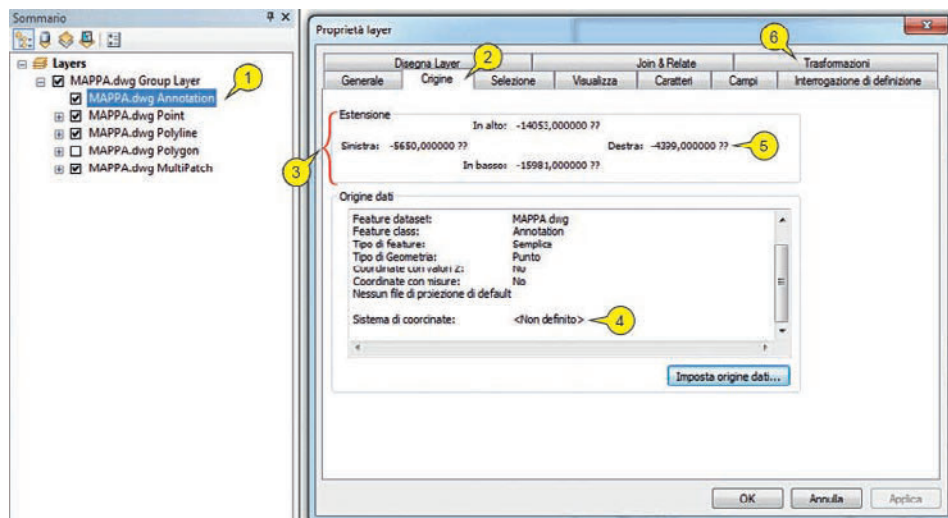 Sommario
Layers
MAPPA.dwg Group Layer
MAPPA.dwg Annotation
MAPPA.dwg Point
MAPPA.dwg Polyline
MAPPA.dwg Polygon
MAPPA.dwg MultiPatch
1
Proprietà layer
6
Disegna Layer
2
Join & Relate
Trasformazioni
Generale
Origine
Selezione
Visualizza
Caratteri
Campi
Interrogazione di definizione
Estensione
In alto: -14053,000000 ??
3
Sinistra: -5650,000000 ??
Destra: -4399,000000 ??
5
In basso: -15981,000000 ??
Origine dati
Feature dataset: MAPPA.dwg
Feature class: Annotation
Tipo di feature: Semplice
Tipo di Geometria: Punto
Coordinate con valori Z: No
Coordinate con misure: No
Nessun file di proiezione di default
Sistema di coordinate: <Non definito>
4
Imposta origine dati...
OK
Annulla
Applica